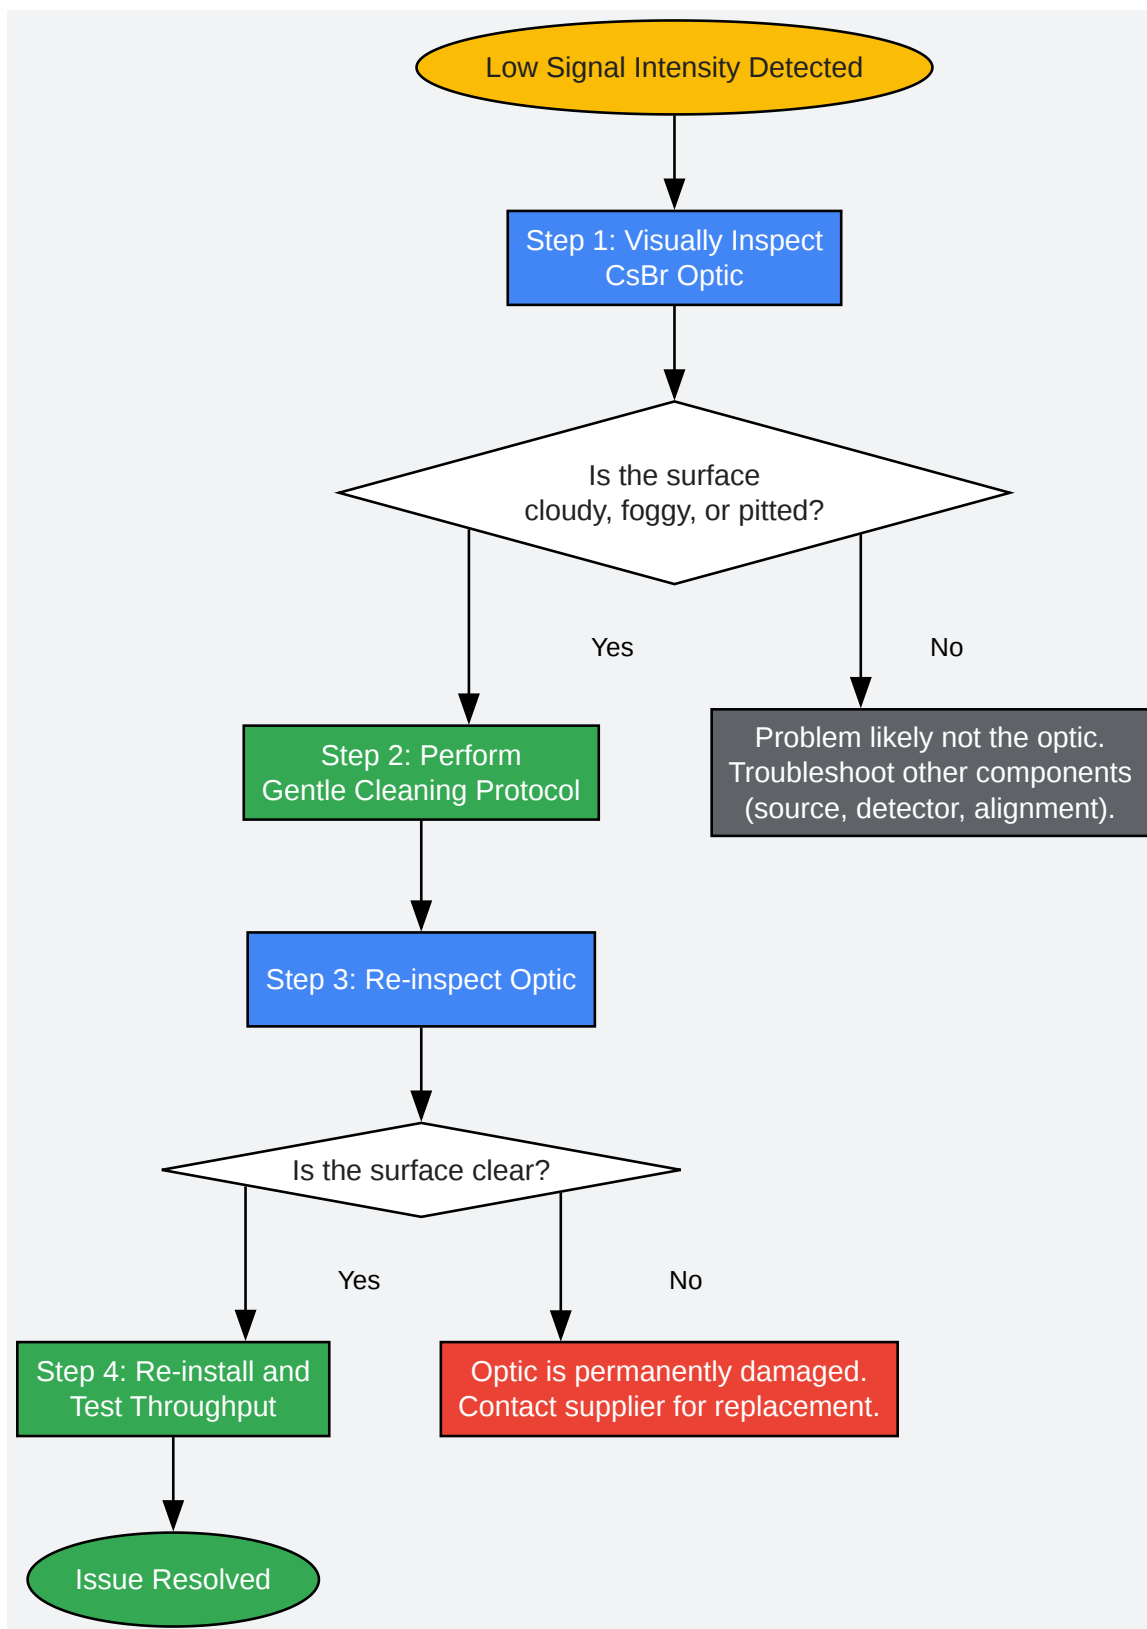 Low Signal Intensity Detected
Step 1: Visually Inspect
CsBr Optic
Is the surface
cloudy, foggy, or pitted?
Yes
No
Step 2: Perform
Gentle Cleaning Protocol
Problem likely not the optic.
Troubleshoot other components
(source, detector, alignment).
Step 3: Re-inspect Optic
Is the surface clear?
Yes
No
Step 4: Re-install and
Test Throughput
Optic is permanently damaged.
Contact supplier for replacement.
Issue Resolved